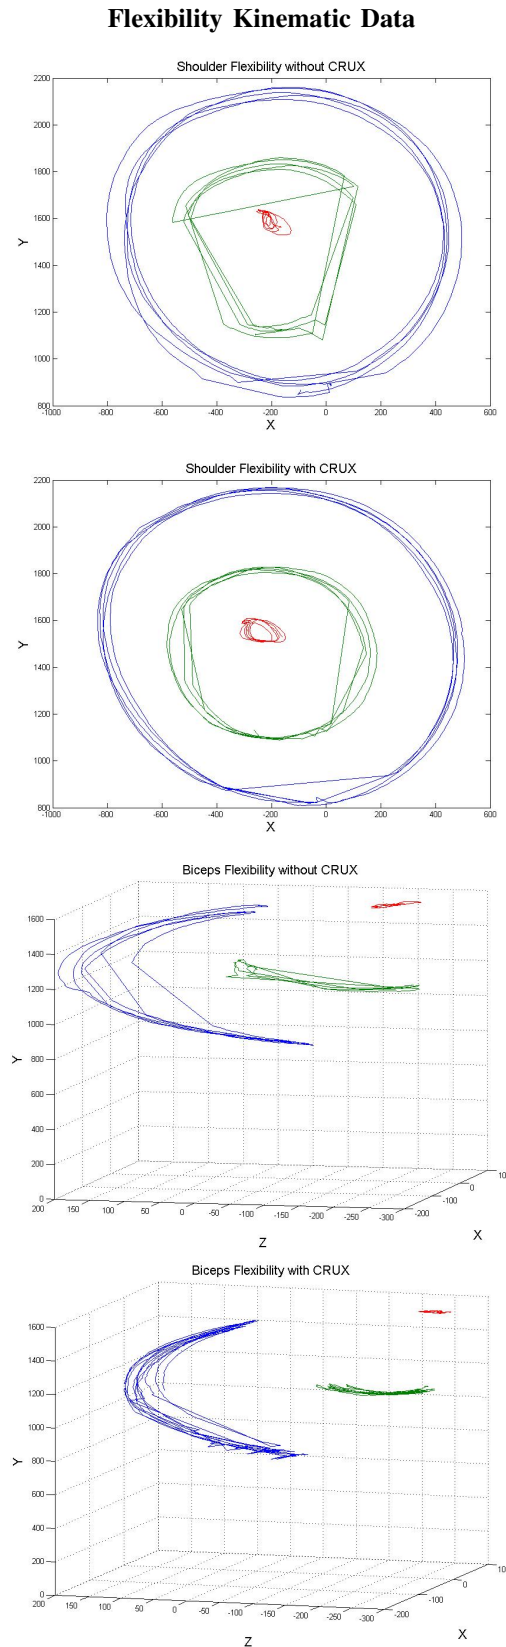 Flexibility Kinematic Data
Shoulder Flexibility without CRUX
2200
2000
1800
1600
1400
1200
1000
800
Y
-1000 -800 -600 -400 -200 0 200 400 600
X
Shoulder Flexibility with CRUX
2200
2000
1800
1600
1400
1200
1000
800
Y
-1000 -800 -600 -400 -200 0 200 400 600
X
Biceps Flexibility without CRUX
1600
1400
1200
1000
800
600
400
200
0
Y
200 150 100 50 0 -50 -100 -150 -200 -250 -300
Z
-200 -100 0 10
X
Biceps Flexibility with CRUX
1600
1400
1200
1000
800
600
400
200
0
Y
200 150 100 50 0 -50 -100 -150 -200 -250 -300
Z
-200 -100 0 10
X